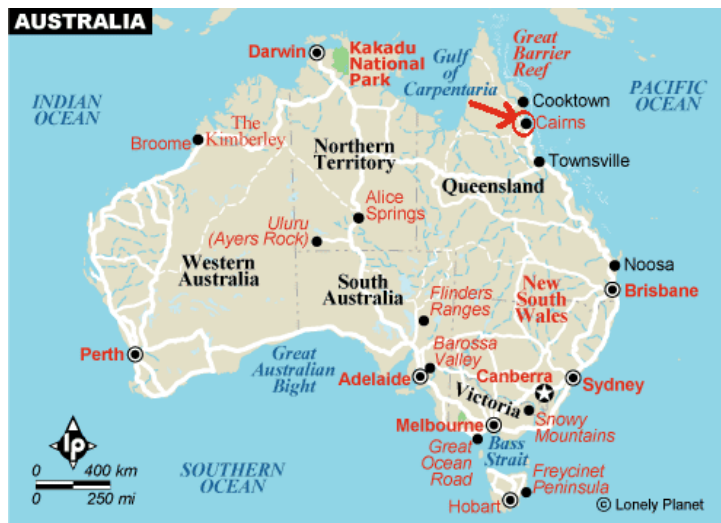 AUSTRALIA
Darwin
Kakadu
National
Park
Gulf
of
Carpentaria
Great
Barrier
Reef
PACIFIC
OCEAN
INDIAN
OCEAN
Cooktown
Cairns
Broome
The
Kimberley
Northern
Territory
Townsville
Queensland
Alice
Springs
Uluru
(Ayers Rock)
Western
Australia
South
Australia
Noosa
Brisbane
New
South
Wales
Flinders
Ranges
Perth
Great
Australian
Bight
Barossa
Valley
Adelaide
Canberra
Sydney
Victoria
Snowy
Mountains
Melbourne
Great
Ocean
Road
Bass
Strait
lp
0 400 km
0 250 mi
SOUTHERN
OCEAN
Freycinet
Peninsula
Hobart
© Lonely Planet